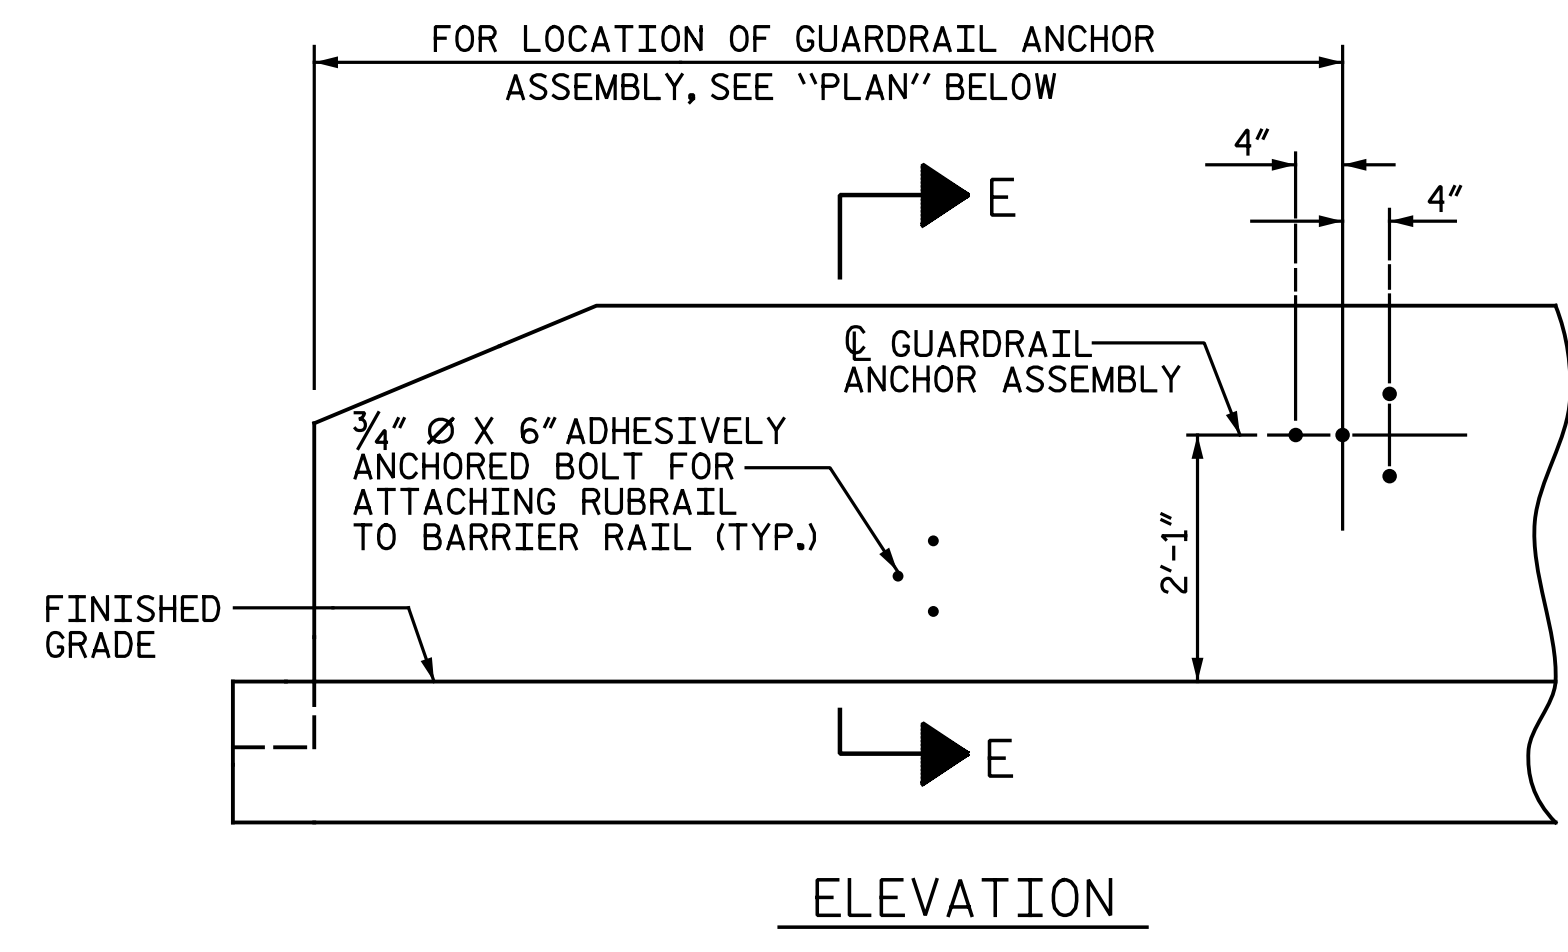 FOR LOCATION OF GUARDRAIL ANCHOR
ASSEMBLY, SEE "PLAN" BELOW
4"
4"
E
℄ GUARDRAIL
ANCHOR ASSEMBLY
3/4" Ø X 6" ADHESIVELY
ANCHORED BOLT FOR
ATTACHING RUBRAIL
TO BARRIER RAIL (TYP.)
2'-1"
FINISHED
GRADE
E
ELEVATION